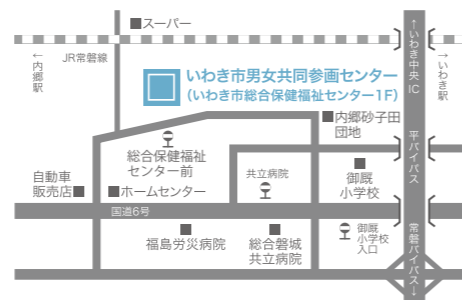 ■スーパー
↑いわき中央IC
JR常磐線
←内郷駅
→いわき駅
いわき市男女共同参画センター
(いわき市総合保健福祉センター1F)
■内郷砂子田
団地
平バイパス
総合保健福祉
センター前
共立病院
御厩
小学校
自動車
販売店■
■ホームセンター
国道6号
福島労災病院
総合磐城
共立病院
御厩
小学校
入口
常磐バイパス→